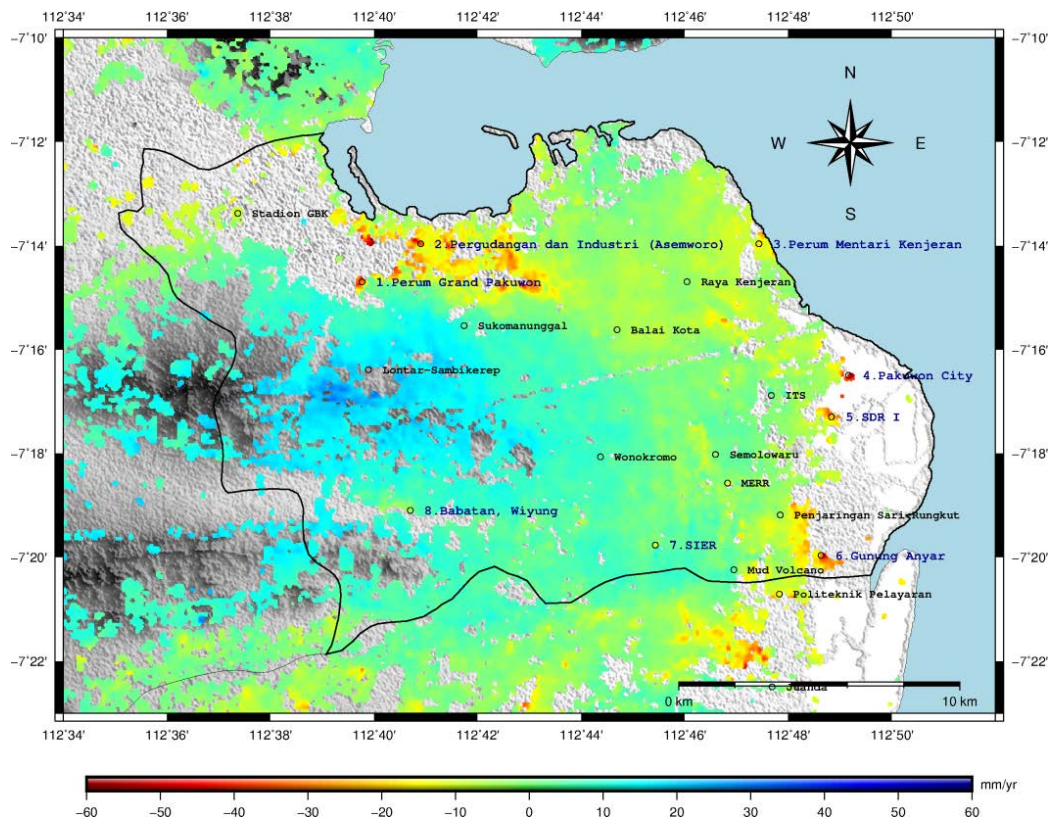 112˚34' 112˚36' 112˚38' 112˚40' 112˚42' 112˚44' 112˚46' 112˚48' 112˚50'
−7˚10' −7˚10'
N
−7˚12' −7˚12'
W E
S
Stadion GBK
−7˚14' 2.Pergudangan dan Industri (Asemworo) 3.Perum Mentari Kenjeran −7˚14'
1.Perum Grand Pakuwon Raya Kenjeran
Sukomanunggal Balai Kota
−7˚16' −7˚16'
Lontar−Sambikerep 4.Pakuwon City
ITS
5.SDR I
−7˚18' Wonokromo Semolowaru −7˚18'
MERR
8.Babatan, Wiyung Penjaringan Sari−Rungkut
7.SIER
−7˚20' 6.Gunung Anyar −7˚20'
Mud Volcano
Politeknik Pelayaran
−7˚22' −7˚22'
Juanda
0 km 10 km
112˚34' 112˚36' 112˚38' 112˚40' 112˚42' 112˚44' 112˚46' 112˚48' 112˚50'
mm/yr
−60 −50 −40 −30 −20 −10 0 10 20 30 40 50 60